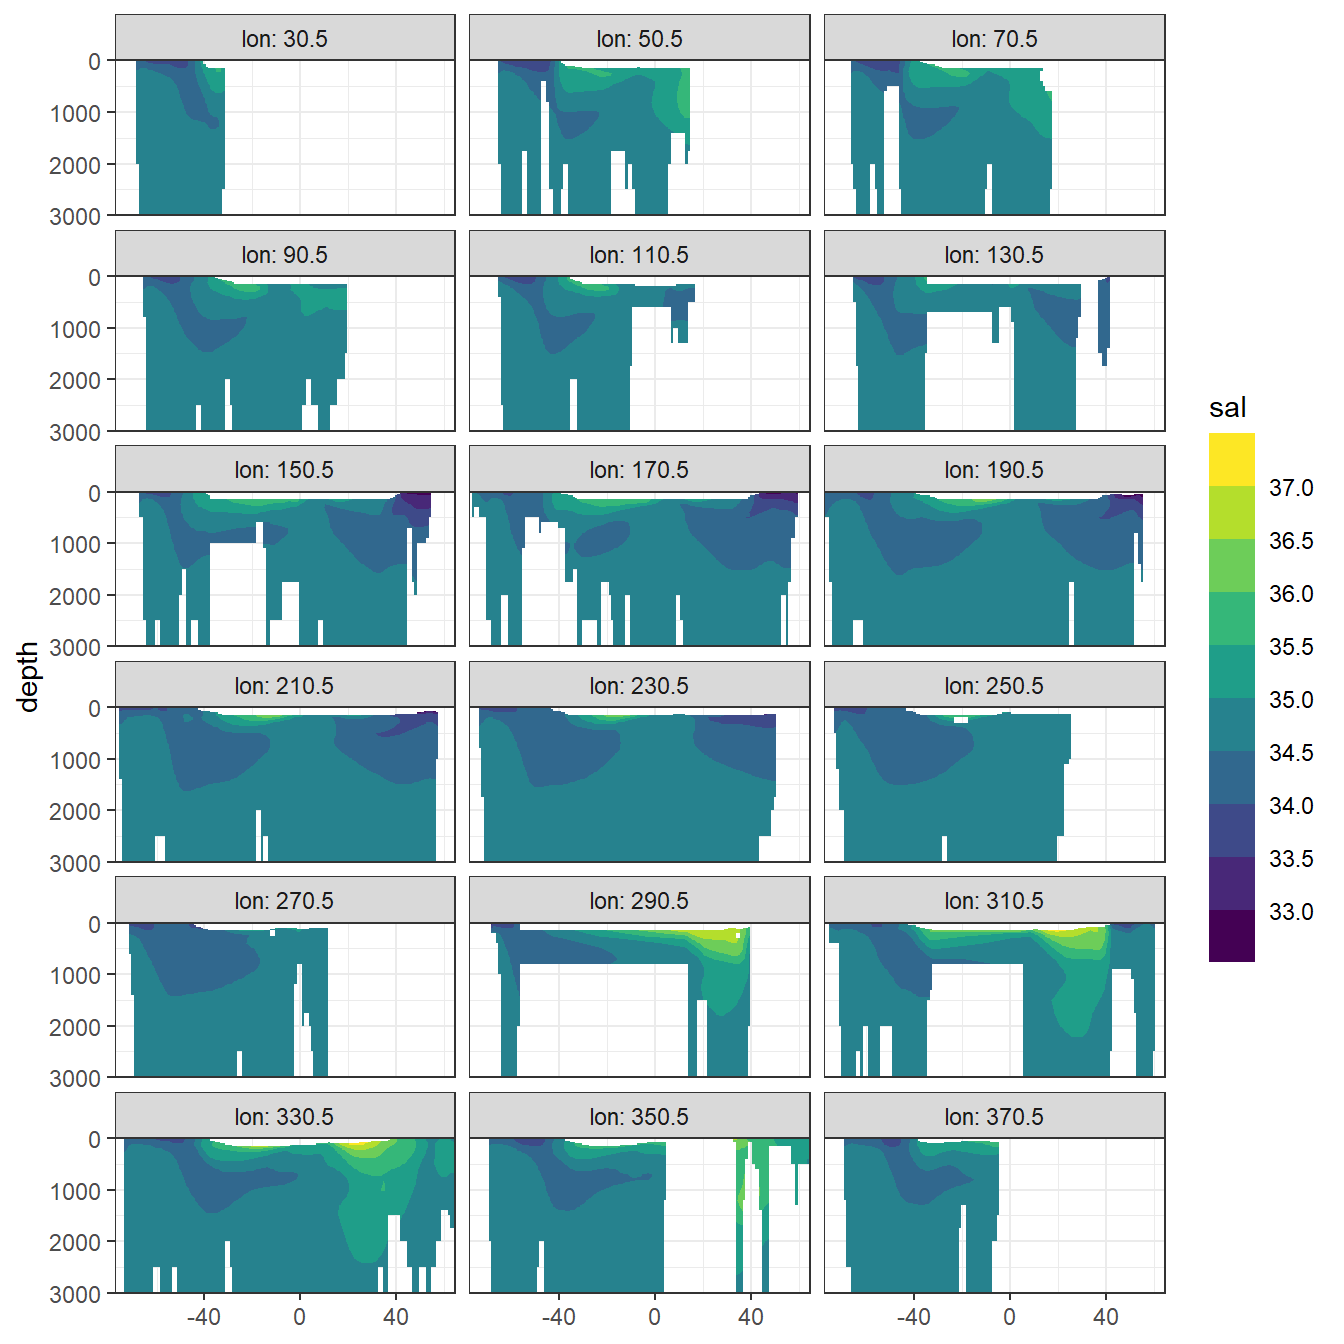 lon: 30.5
lon: 50.5
lon: 70.5
0
1000
2000
3000
lon: 90.5
lon: 110.5
lon: 130.5
0
1000
2000
3000
lon: 150.5
lon: 170.5
lon: 190.5
0
1000
2000
3000
lon: 210.5
lon: 230.5
lon: 250.5
0
1000
2000
3000
lon: 270.5
lon: 290.5
lon: 310.5
0
1000
2000
3000
lon: 330.5
lon: 350.5
lon: 370.5
0
1000
2000
3000
-40
0
40
-40
0
40
-40
0
40
depth
sal
37.0
36.5
36.0
35.5
35.0
34.5
34.0
33.5
33.0